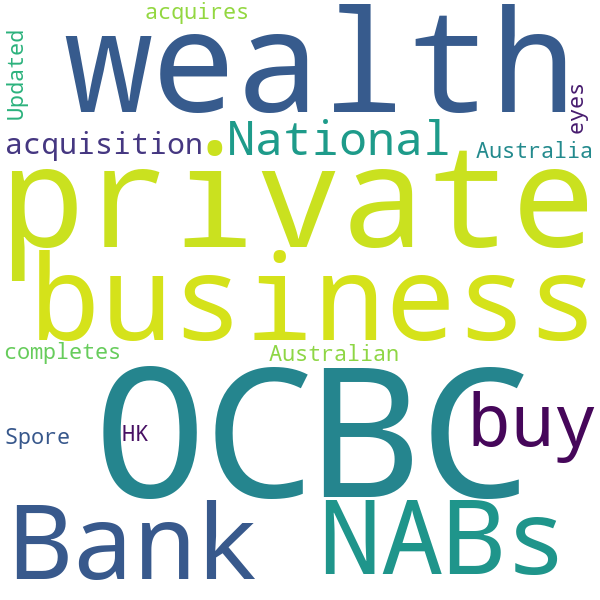 acquires
Updated
wealth
eyes
acquisition
National
Australia
private
business
completes
Australian
OCBC
buy
Spore
HK
Bank
NABs